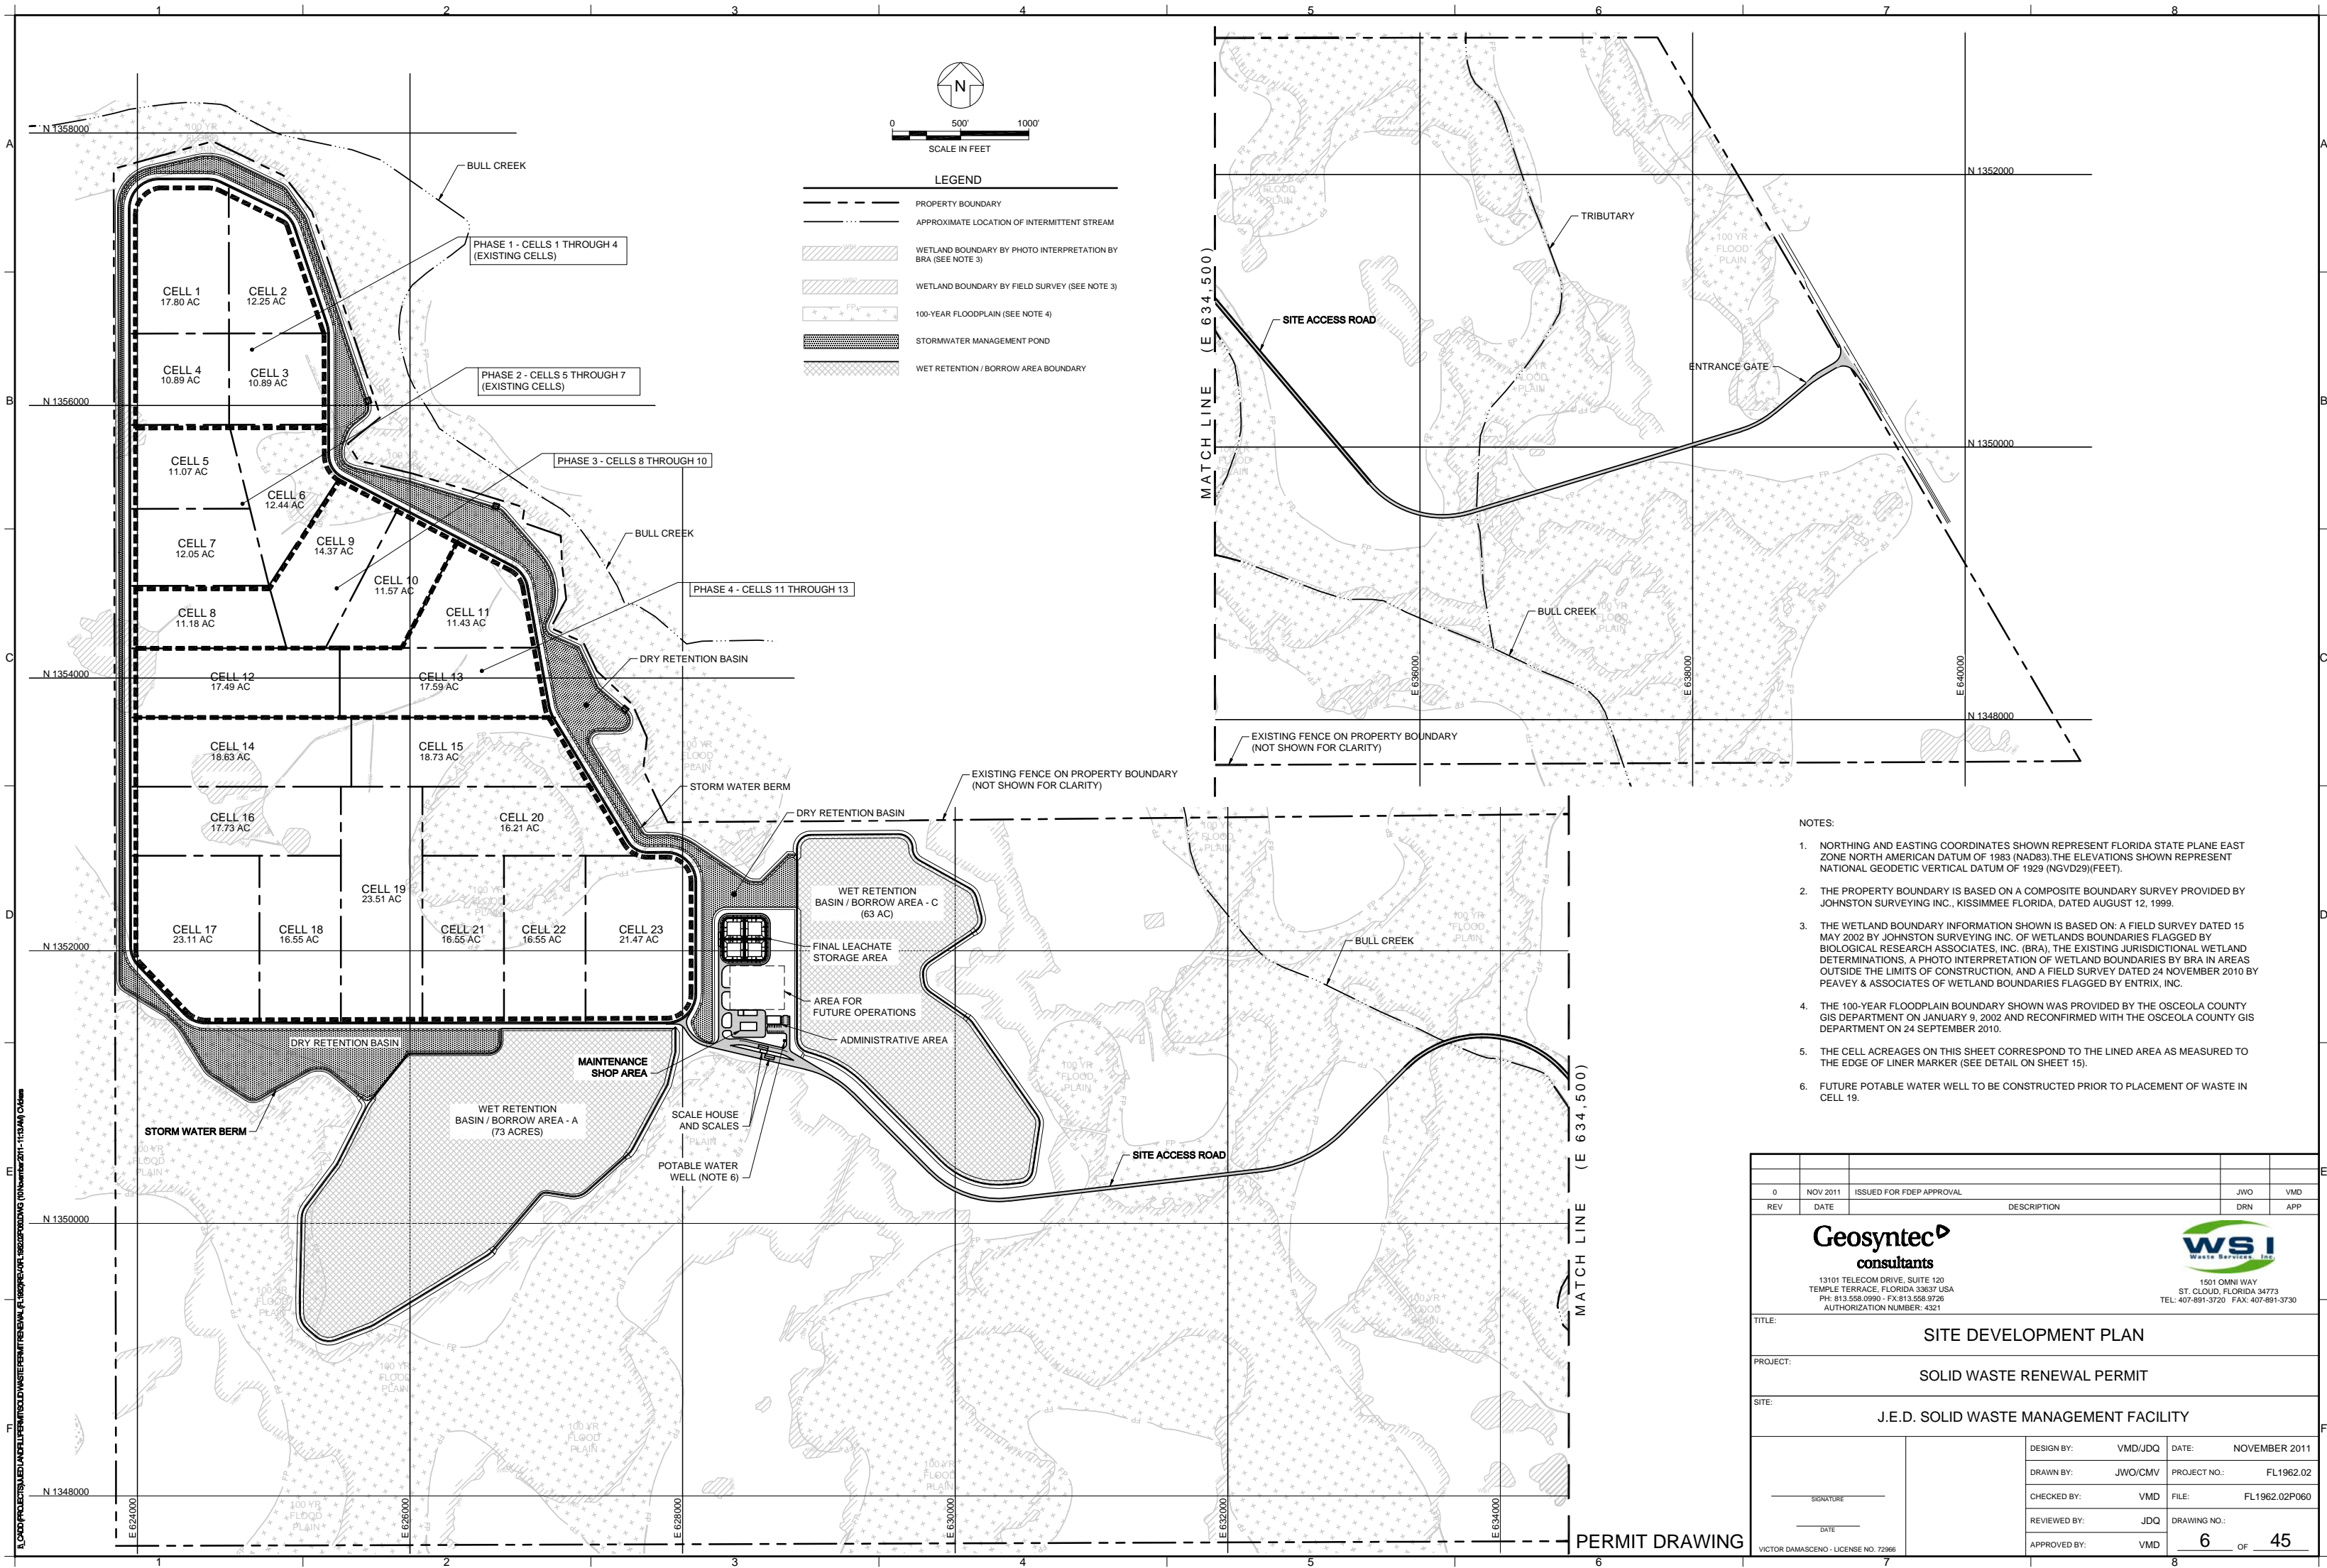 1 2 3 4 5 6 7 8
A
B
C
D
E
F
N
0 500' 1000'
SCALE IN FEET
LEGEND
PROPERTY BOUNDARY
APPROXIMATE LOCATION OF INTERMITTENT STREAM
WETLAND BOUNDARY BY PHOTO INTERPRETATION BY
BRA (SEE NOTE 3)
WETLAND BOUNDARY BY FIELD SURVEY (SEE NOTE 3)
FP
100-YEAR FLOODPLAIN (SEE NOTE 4)
STORMWATER MANAGEMENT POND
WET RETENTION / BORROW AREA BOUNDARY
N 1358000
BULL CREEK
PHASE 1 - CELLS 1 THROUGH 4
(EXISTING CELLS)
CELL 1
17.80 AC
CELL 2
12.25 AC
CELL 4
10.89 AC
CELL 3
10.89 AC
PHASE 2 - CELLS 5 THROUGH 7
(EXISTING CELLS)
N 1356000
CELL 5
11.07 AC
CELL 6
12.44 AC
PHASE 3 - CELLS 8 THROUGH 10
CELL 7
12.05 AC
CELL 9
14.37 AC
CELL 10
11.57 AC
BULL CREEK
PHASE 4 - CELLS 11 THROUGH 13
CELL 8
11.18 AC
CELL 11
11.43 AC
DRY RETENTION BASIN
N 1354000
CELL 12
17.49 AC
CELL 13
17.59 AC
CELL 14
18.63 AC
CELL 15
18.73 AC
100 YR
FLOOD
PLAIN
STORM WATER BERM
EXISTING FENCE ON PROPERTY BOUNDARY
(NOT SHOWN FOR CLARITY)
DRY RETENTION BASIN
CELL 16
17.73 AC
CELL 20
16.21 AC
CELL 19
23.51 AC
WET RETENTION
BASIN / BORROW AREA - C
(63 AC)
CELL 17
23.11 AC
CELL 18
16.55 AC
CELL 21
16.55 AC
CELL 22
16.55 AC
CELL 23
21.47 AC
N 1352000
FINAL LEACHATE
STORAGE AREA
BULL CREEK
AREA FOR
FUTURE OPERATIONS
ADMINISTRATIVE AREA
DRY RETENTION BASIN
MAINTENANCE
SHOP AREA
WET RETENTION
BASIN / BORROW AREA - A
(73 ACRES)
SCALE HOUSE
AND SCALES
STORM WATER BERM
POTABLE WATER
WELL (NOTE 6)
SITE ACCESS ROAD
N 1350000
N 1348000
E 624000
E 626000
E 628000
E 630000
E 632000
E 634000
MATCH LINE (E 634,500)
PERMIT DRAWING
MATCH LINE (E 634,500)
N 1352000
TRIBUTARY
100 YR
FLOOD
PLAIN
SITE ACCESS ROAD
ENTRANCE GATE
N 1350000
BULL CREEK
E 636000
E 638000
E 640000
N 1348000
EXISTING FENCE ON PROPERTY BOUNDARY
(NOT SHOWN FOR CLARITY)
NOTES:
1. NORTHING AND EASTING COORDINATES SHOWN REPRESENT FLORIDA STATE PLANE EAST
ZONE NORTH AMERICAN DATUM OF 1983 (NAD83).THE ELEVATIONS SHOWN REPRESENT
NATIONAL GEODETIC VERTICAL DATUM OF 1929 (NGVD29)(FEET).
2. THE PROPERTY BOUNDARY IS BASED ON A COMPOSITE BOUNDARY SURVEY PROVIDED BY
JOHNSTON SURVEYING INC., KISSIMMEE FLORIDA, DATED AUGUST 12, 1999.
3. THE WETLAND BOUNDARY INFORMATION SHOWN IS BASED ON: A FIELD SURVEY DATED 15
MAY 2002 BY JOHNSTON SURVEYING INC. OF WETLANDS BOUNDARIES FLAGGED BY
BIOLOGICAL RESEARCH ASSOCIATES, INC. (BRA), THE EXISTING JURISDICTIONAL WETLAND
DETERMINATIONS, A PHOTO INTERPRETATION OF WETLAND BOUNDARIES BY BRA IN AREAS
OUTSIDE THE LIMITS OF CONSTRUCTION, AND A FIELD SURVEY DATED 24 NOVEMBER 2010 BY
PEAVEY & ASSOCIATES OF WETLAND BOUNDARIES FLAGGED BY ENTRIX, INC.
4. THE 100-YEAR FLOODPLAIN BOUNDARY SHOWN WAS PROVIDED BY THE OSCEOLA COUNTY
GIS DEPARTMENT ON JANUARY 9, 2002 AND RECONFIRMED WITH THE OSCEOLA COUNTY GIS
DEPARTMENT ON 24 SEPTEMBER 2010.
5. THE CELL ACREAGES ON THIS SHEET CORRESPOND TO THE LINED AREA AS MEASURED TO
THE EDGE OF LINER MARKER (SEE DETAIL ON SHEET 15).
6. FUTURE POTABLE WATER WELL TO BE CONSTRUCTED PRIOR TO PLACEMENT OF WASTE IN
CELL 19.
0 NOV 2011 ISSUED FOR FDEP APPROVAL JWO VMD
REV DATE DESCRIPTION DRN APP
Geosyntec
consultants
13101 TELECOM DRIVE, SUITE 120
TEMPLE TERRACE, FLORIDA 33637 USA
PH: 813.558.0990 - FX:813.558.9726
AUTHORIZATION NUMBER: 4321
WSI
Waste Services Inc.
1501 OMNI WAY
ST. CLOUD, FLORIDA 34773
TEL: 407-891-3720 FAX: 407-891-3730
TITLE:
SITE DEVELOPMENT PLAN
PROJECT:
SOLID WASTE RENEWAL PERMIT
SITE:
J.E.D. SOLID WASTE MANAGEMENT FACILITY
DESIGN BY: VMD/JDQ DATE: NOVEMBER 2011
DRAWN BY: JWO/CMV PROJECT NO.: FL1962.02
CHECKED BY: VMD FILE: FL1962.02P060
REVIEWED BY: JDQ DRAWING NO.:
APPROVED BY: VMD 6 OF 45
SIGNATURE
DATE
VICTOR DAMASCENO - LICENSE NO. 72966
1 2 3 4 5 6 7 8